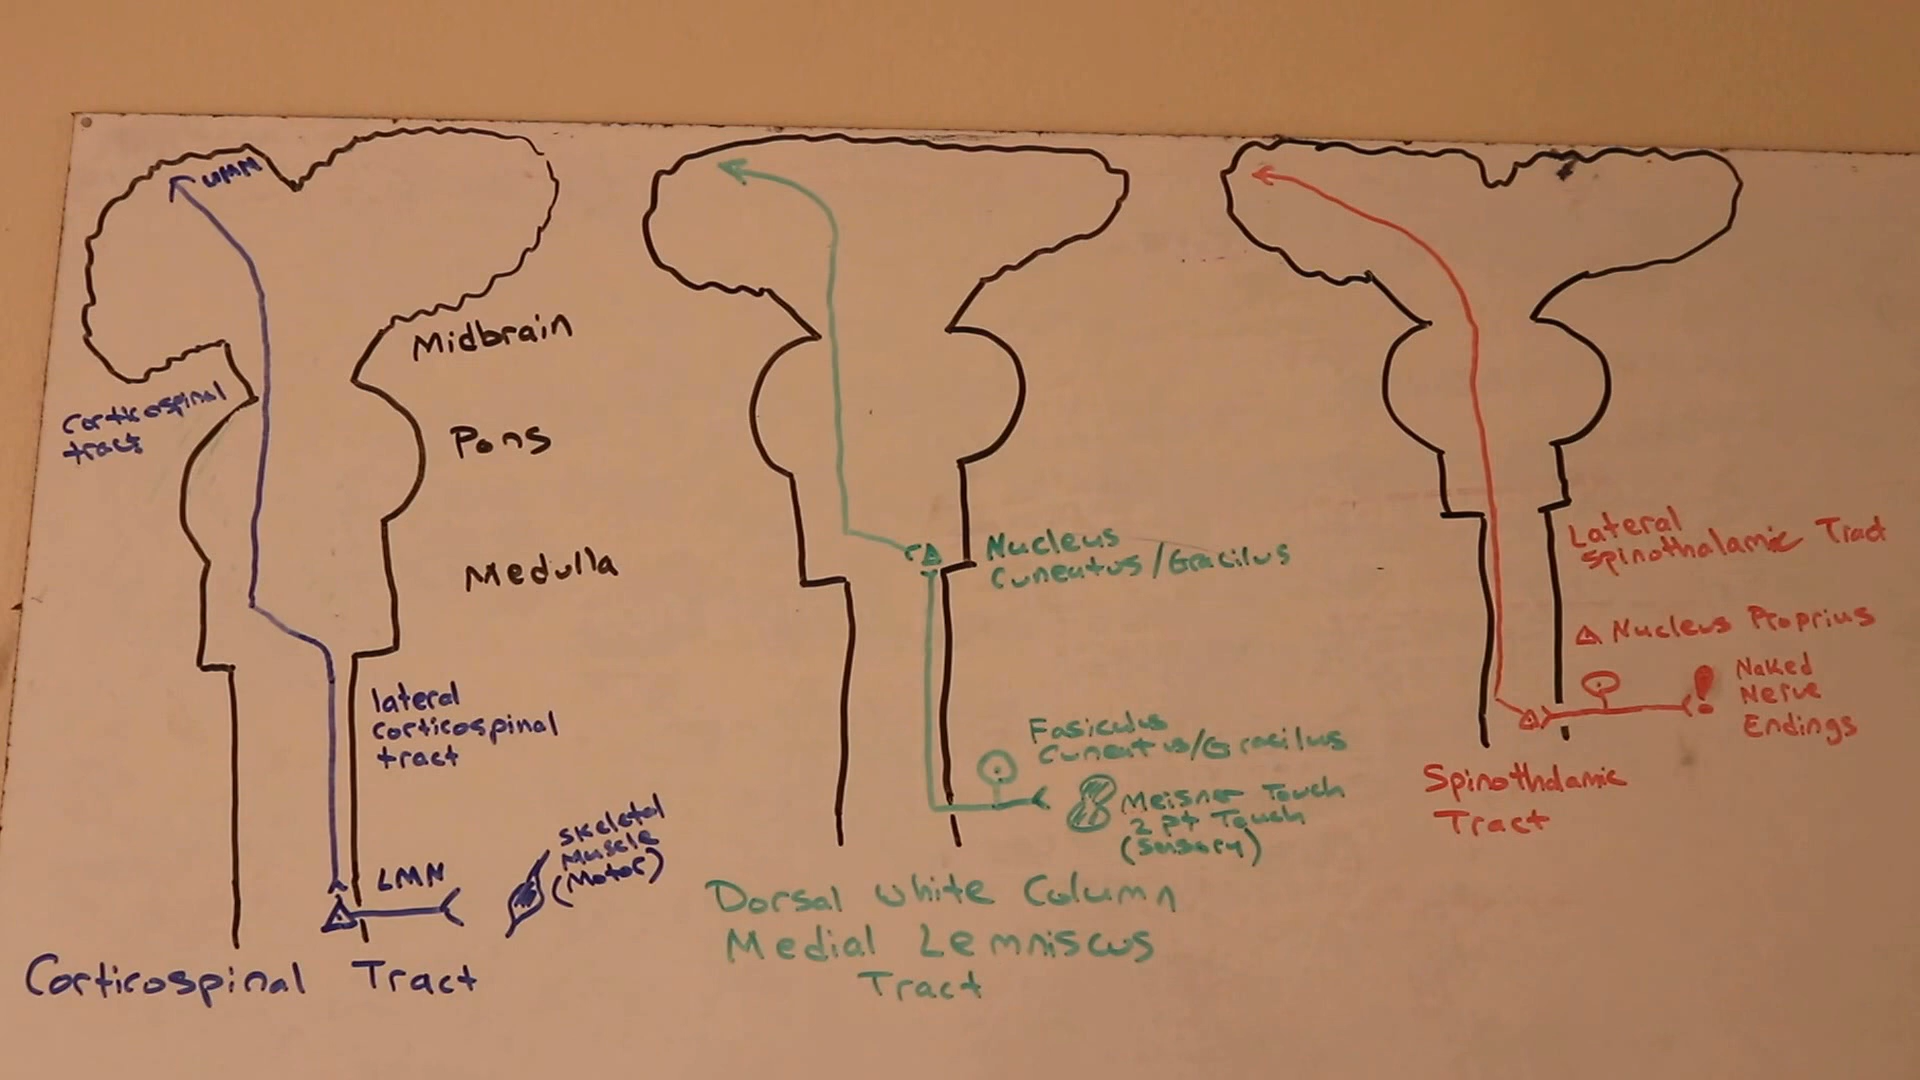 UMN
Midbrain
Corticospinal
tract
Pons
Medulla
lateral
corticospinal
tract
LMN
Skeletal
Muscle
(Motor)
Corticospinal Tract
Nucleus
Cuneatus/Gracilus
Fasiculus
Cuneatus/Gracilus
Meisner Touch
2 pt Touch
(Sensory)
Dorsal White Column
Medial Lemniscus
Tract
Lateral
Spinothalamic Tract
Nucleus Proprius
Naked
Nerve
Endings
Spinothalamic
Tract